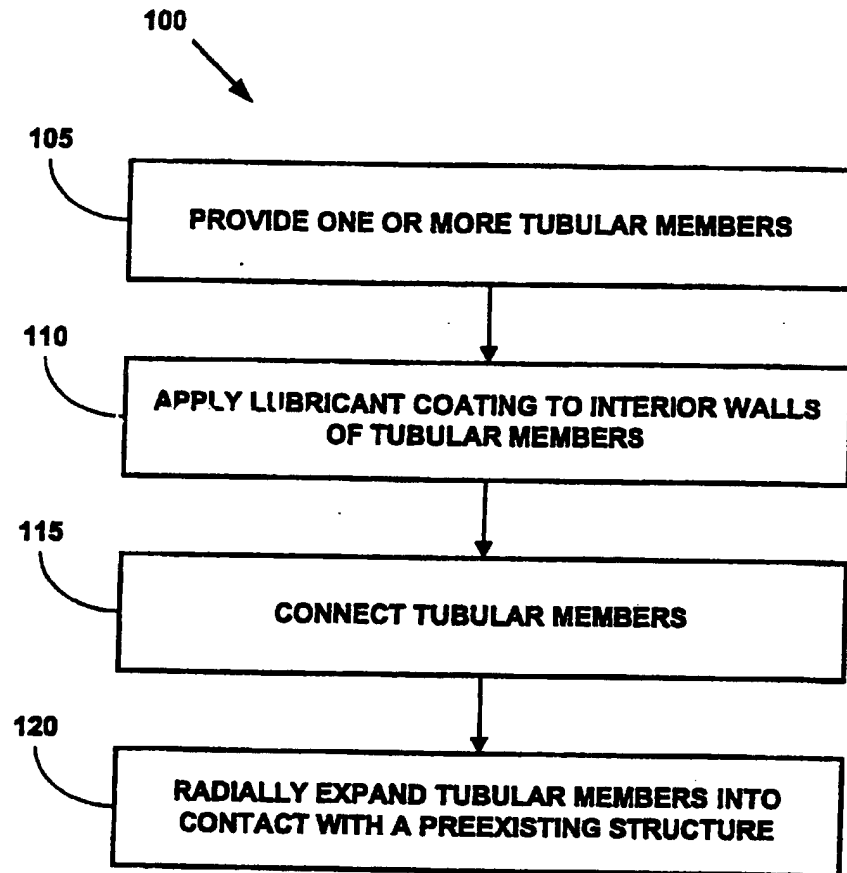 100
105
PROVIDE ONE OR MORE TUBULAR MEMBERS
110
APPLY LUBRICANT COATING TO INTERIOR WALLS
OF TUBULAR MEMBERS
115
CONNECT TUBULAR MEMBERS
120
RADIALLY EXPAND TUBULAR MEMBERS INTO
CONTACT WITH A PREEXISTING STRUCTURE